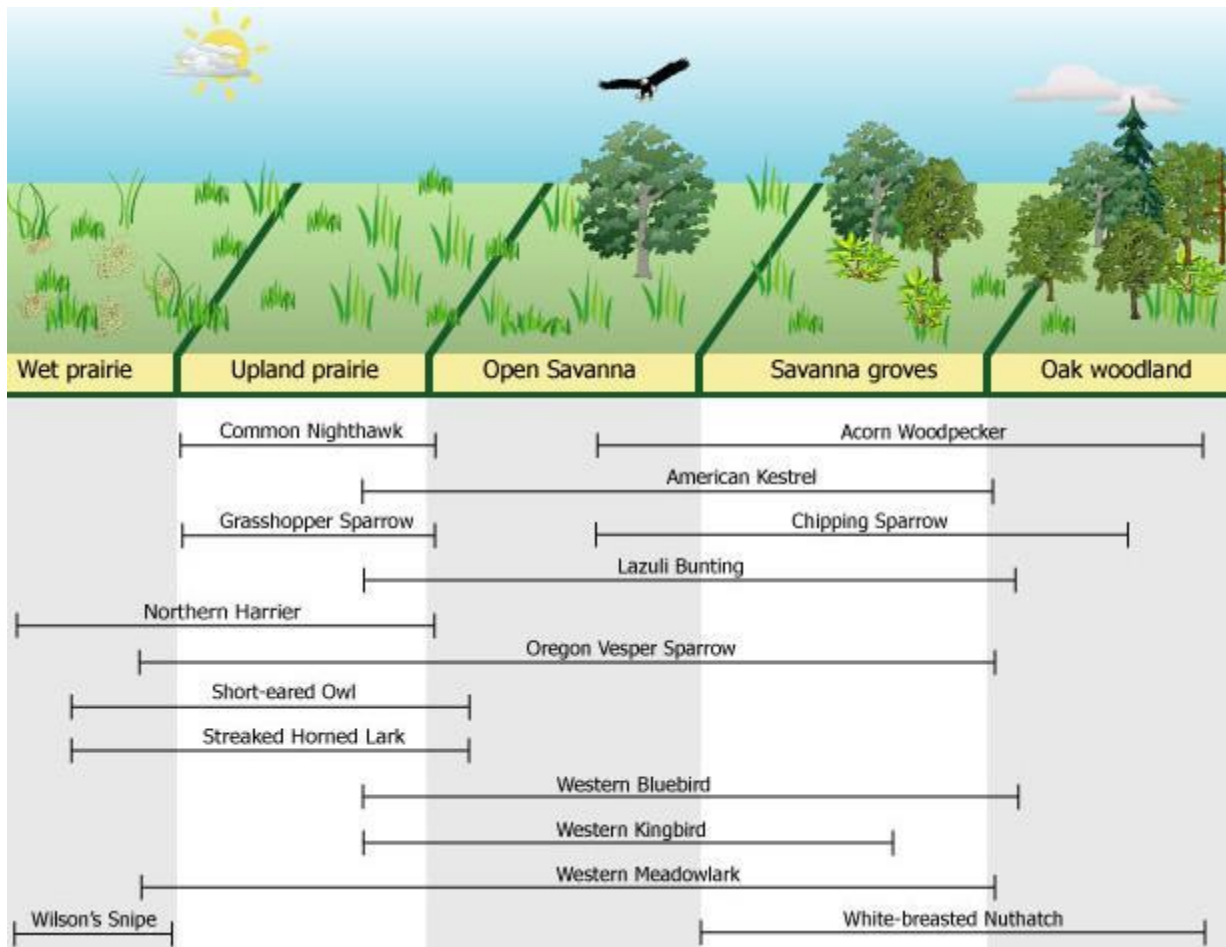 Wet prairie Upland prairie Open Savanna Savanna groves Oak woodland
Common Nighthawk Acorn Woodpecker
American Kestrel
Grasshopper Sparrow Chipping Sparrow
Lazuli Bunting
Northern Harrier
Oregon Vesper Sparrow
Short-eared Owl
Streaked Horned Lark
Western Bluebird
Western Kingbird
Western Meadowlark
Wilson's Snipe White-breasted Nuthatch